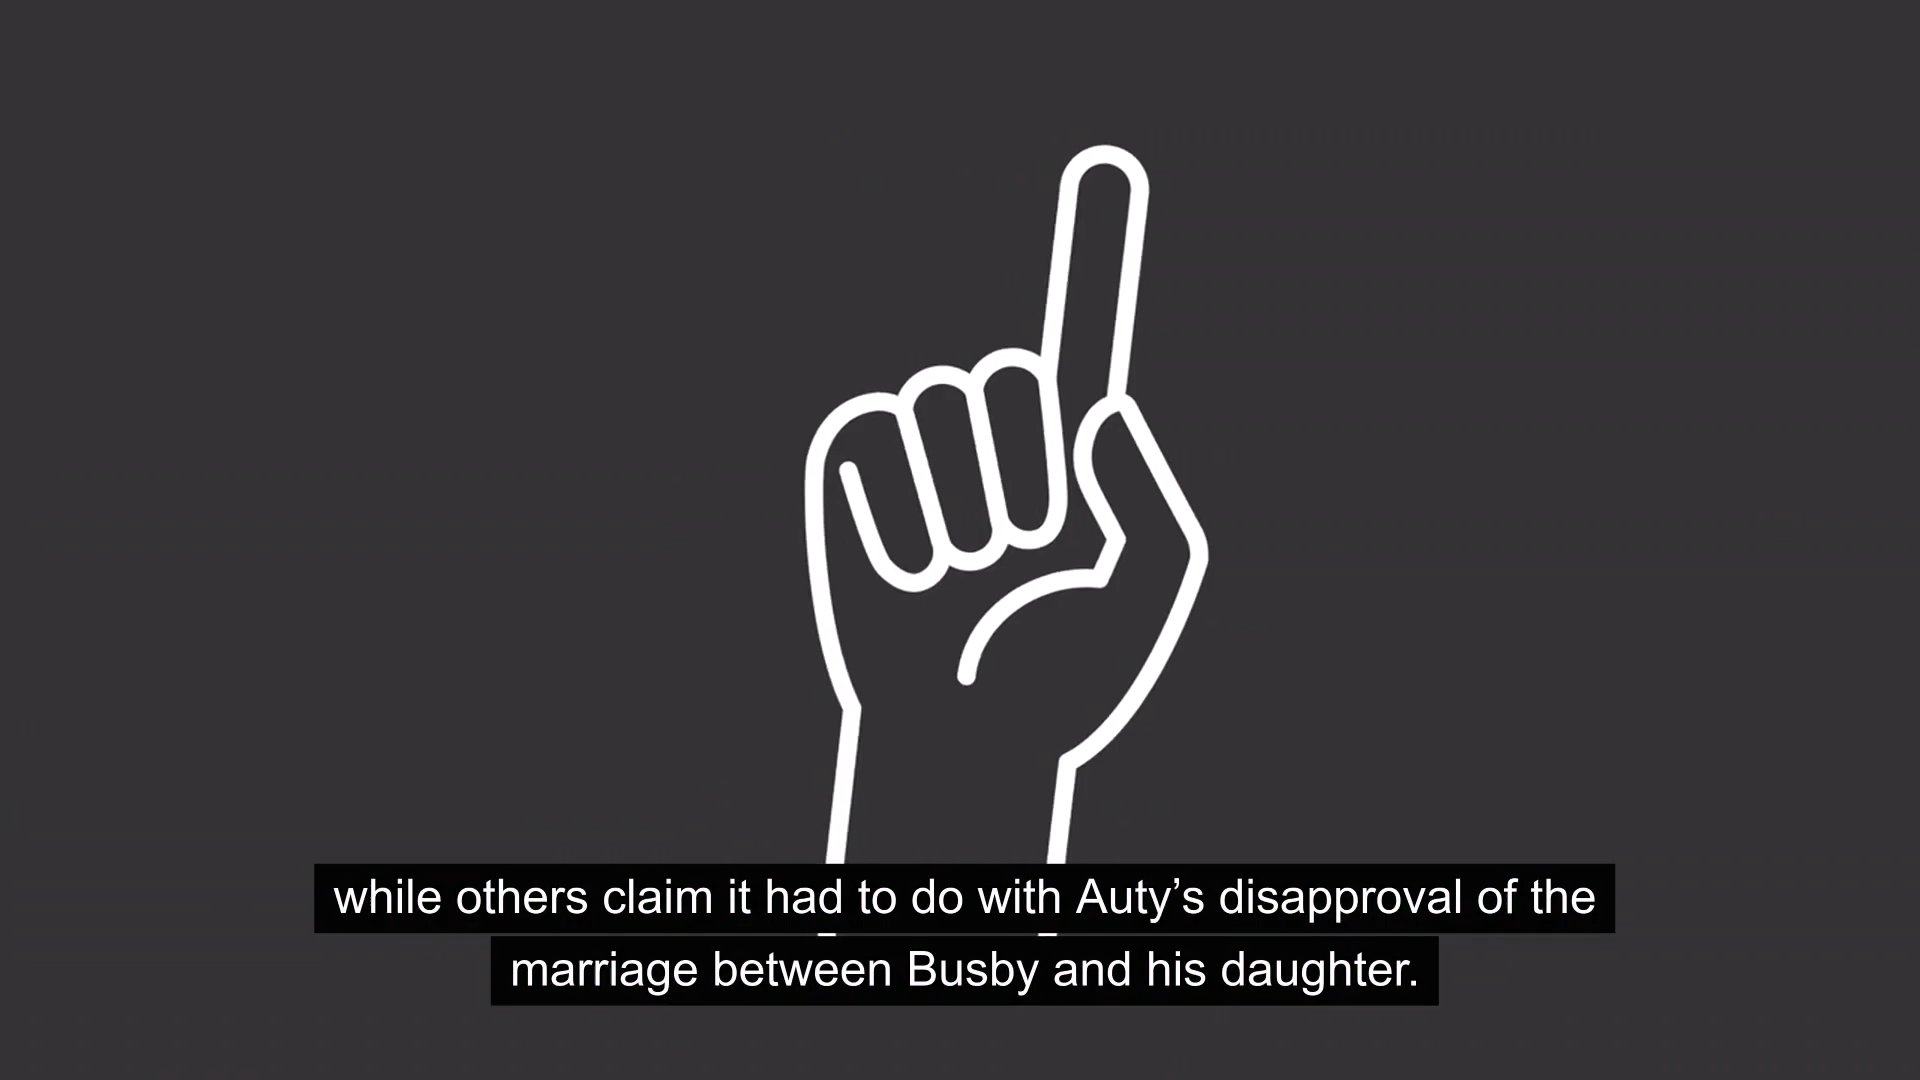 while others claim it had to do with Auty’s disapproval of the
marriage between Busby and his daughter.